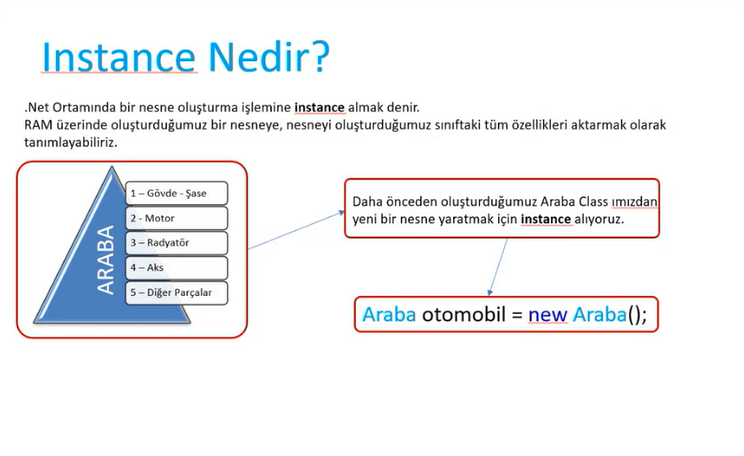 Instance Nedir?
.Net Ortamında bir nesne oluşturma işlemine instance almak denir.
RAM üzerinde oluşturduğumuz bir nesneye, nesneyi oluşturduğumuz sınıftaki tüm özellikleri aktarmak olarak
tanımlayabiliriz.
ARABA
1 – Gövde - Şase
2 - Motor
3 – Radyatör
4 – Aks
5 – Diğer Parçalar
Daha önceden oluşturduğumuz Araba Class ımızdan
yeni bir nesne yaratmak için instance alıyoruz.
Araba otomobil = new Araba();